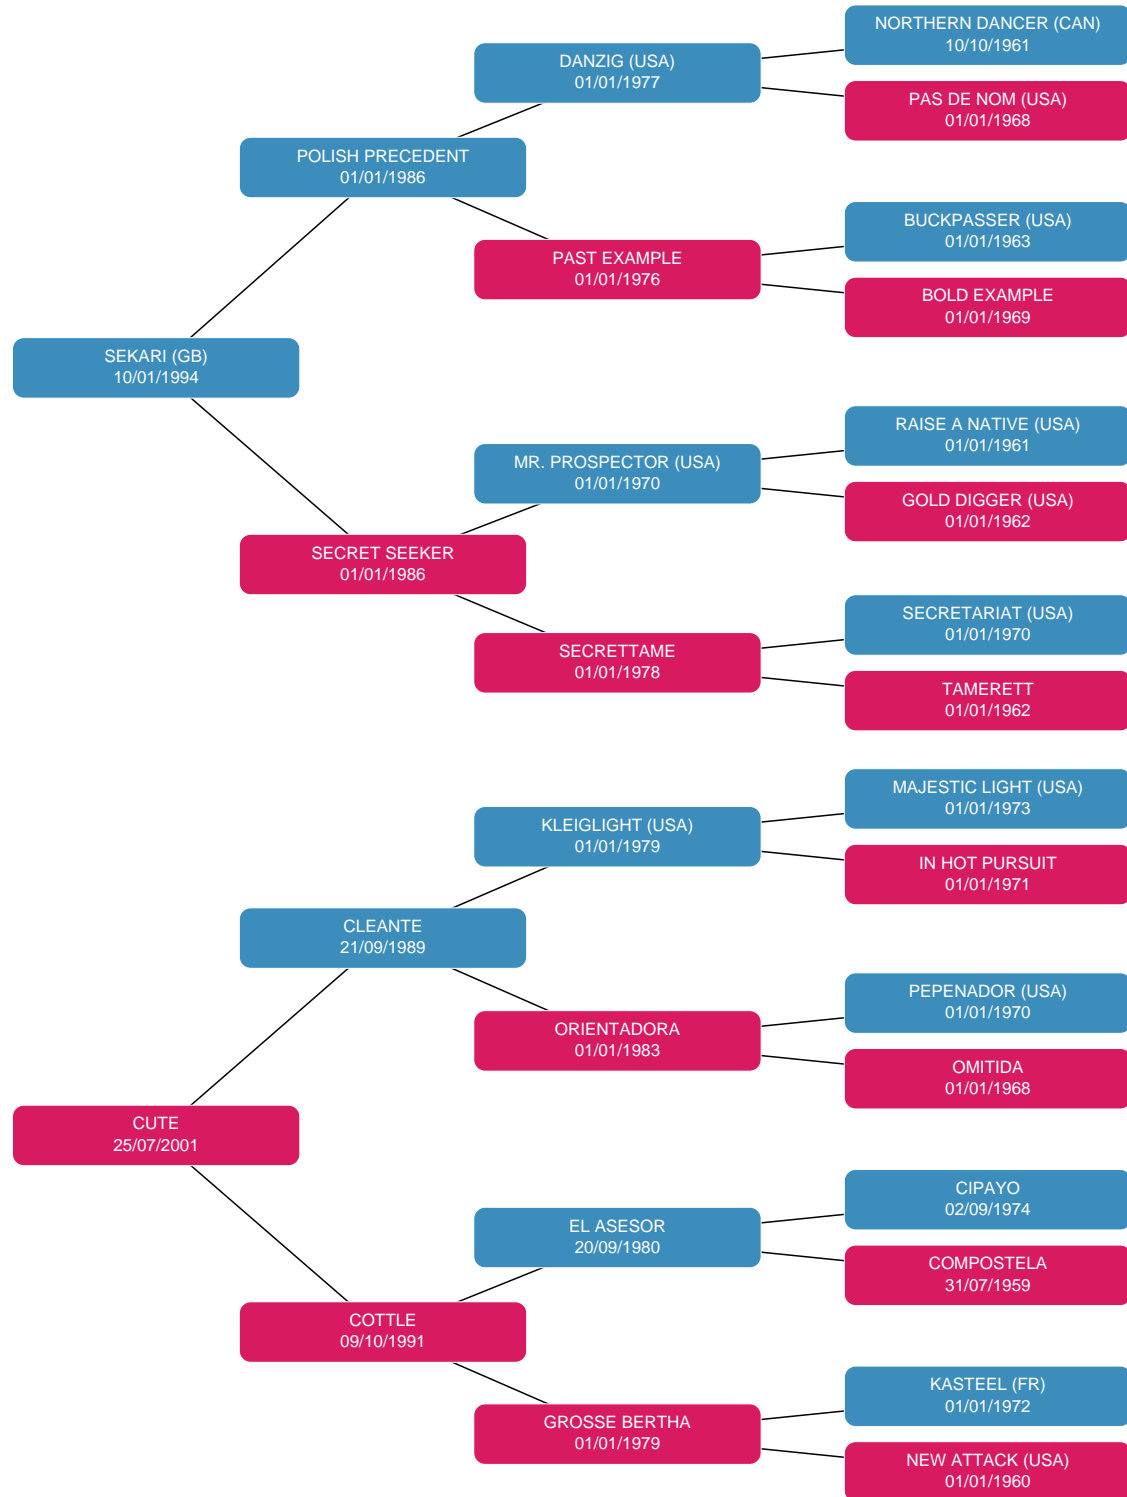 NORTHERN DANCER (CAN)
10/10/1961
DANZIG (USA)
01/01/1977
PAS DE NOM (USA)
01/01/1968
POLISH PRECEDENT
01/01/1986
BUCKPASSER (USA)
01/01/1963
PAST EXAMPLE
01/01/1976
BOLD EXAMPLE
01/01/1969
SEKARI (GB)
10/01/1994
RAISE A NATIVE (USA)
01/01/1961
MR. PROSPECTOR (USA)
01/01/1970
GOLD DIGGER (USA)
01/01/1962
SECRET SEEKER
01/01/1986
SECRETARIAT (USA)
01/01/1970
SECRETTAME
01/01/1978
TAMERETT
01/01/1962
MAJESTIC LIGHT (USA)
01/01/1973
KLEIGLIGHT (USA)
01/01/1979
IN HOT PURSUIT
01/01/1971
CLEANTE
21/09/1989
PEPENADOR (USA)
01/01/1970
ORIENTADORA
01/01/1983
OMITIDA
01/01/1968
CUTE
25/07/2001
CIPAYO
02/09/1974
EL ASESOR
20/09/1980
COMPOSTELA
31/07/1959
COTTLE
09/10/1991
KASTEEL (FR)
01/01/1972
GROSSE BERTHA
01/01/1979
NEW ATTACK (USA)
01/01/1960